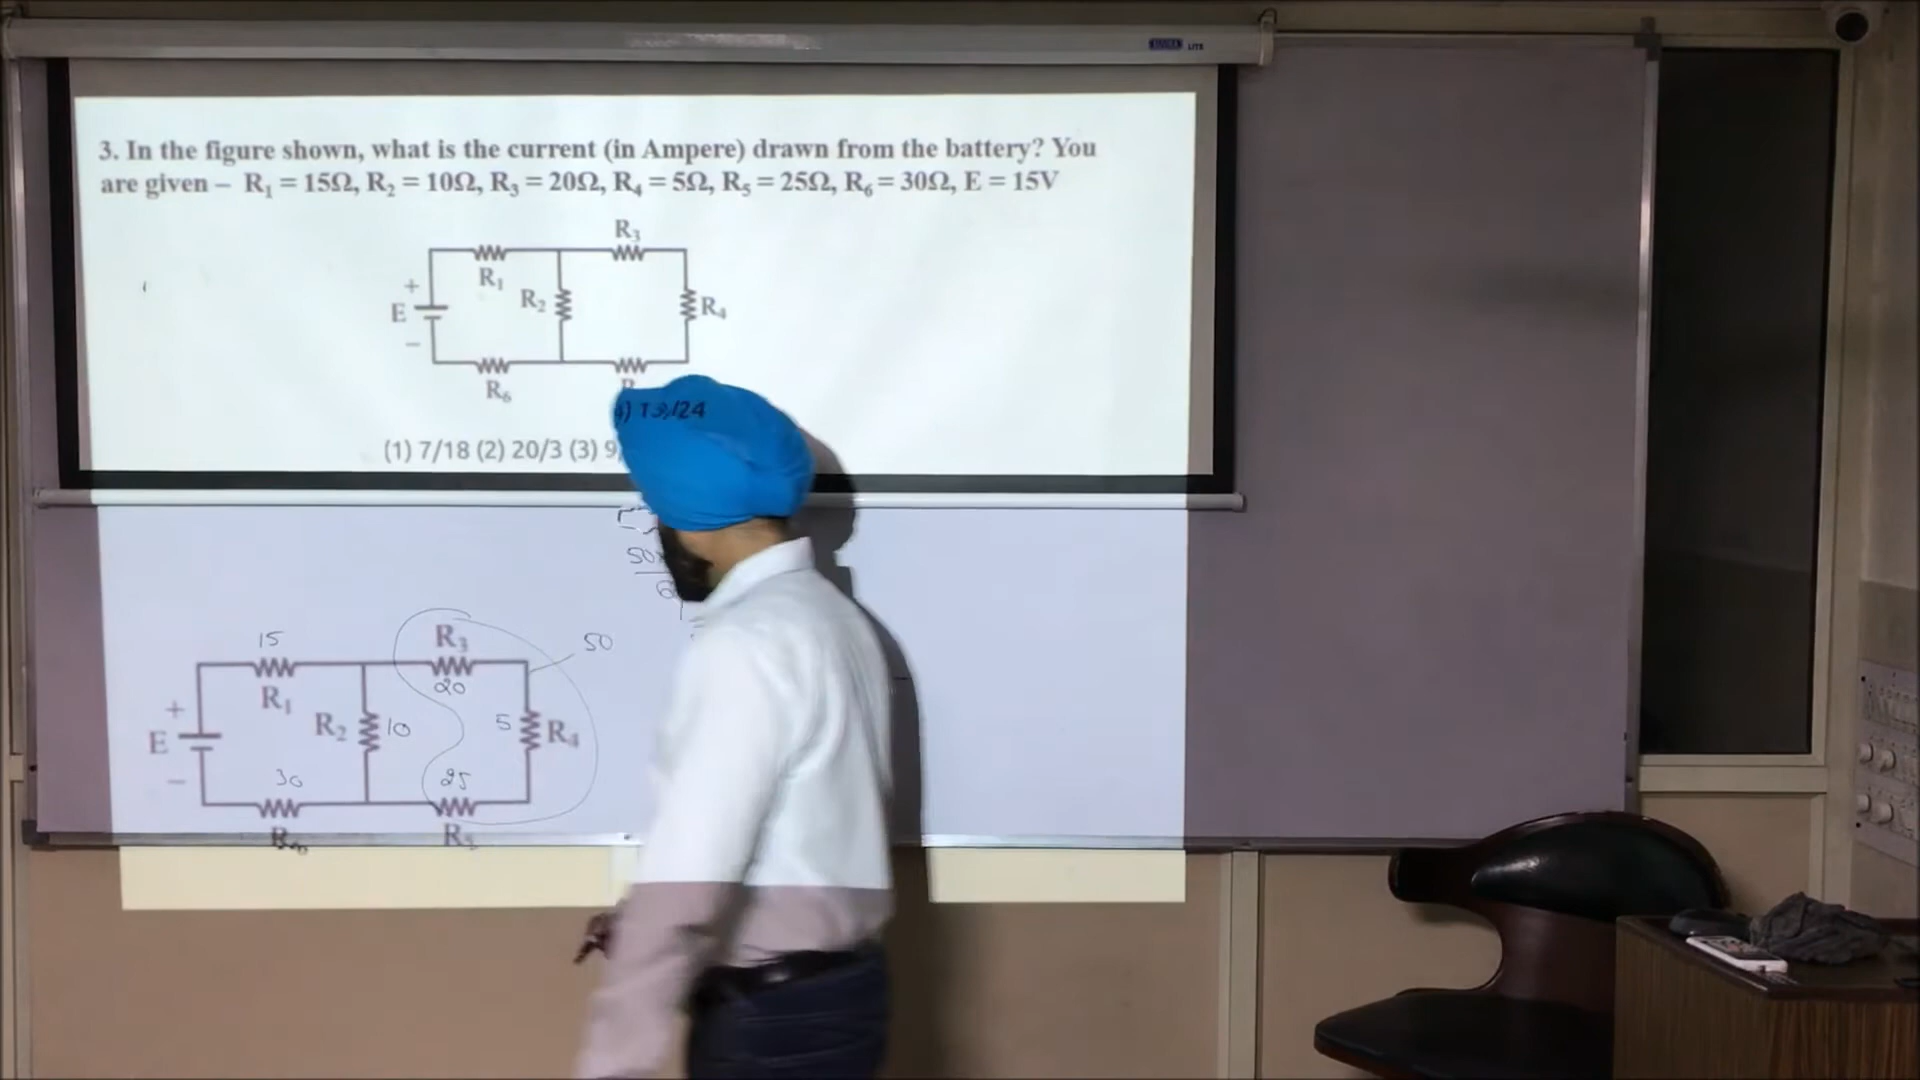 3. In the figure shown, what is the current (in Ampere) drawn from the battery? You
are given – R₁ = 15Ω, R₂ = 10Ω, R₃ = 20Ω, R₄ = 5Ω, R₅ = 25Ω, R₆ = 30Ω, E = 15V
R₃
+
R₁
R₂
E
R₄
−
R₆
(1) 7/18 (2) 20/3 (3) 9
50
15
R₃
50
20
R₁
+
R₂
10
5
R₄
E
−
30
25